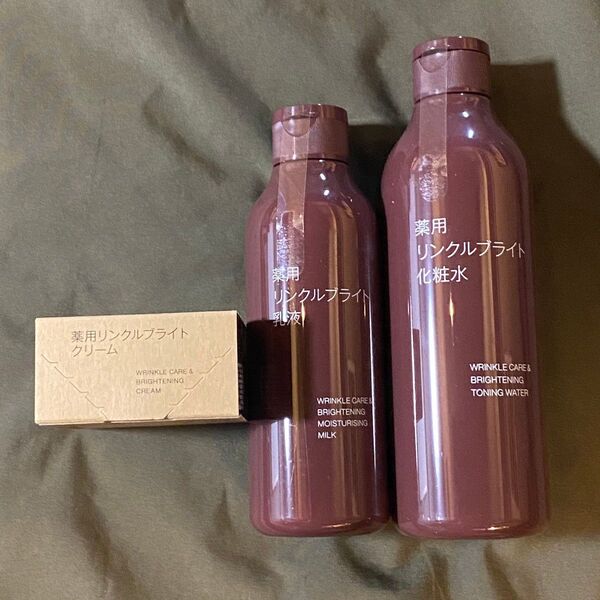 薬用リンクルブライト
クリーム
WRINKLE CARE &
BRIGHTENING
CREAM
薬用
リンクルブライト
乳液
WRINKLE CARE &
BRIGHTENING
MOISTURISING
MILK
薬用
リンクルブライト
化粧水
WRINKLE CARE &
BRIGHTENING
TONING WATER